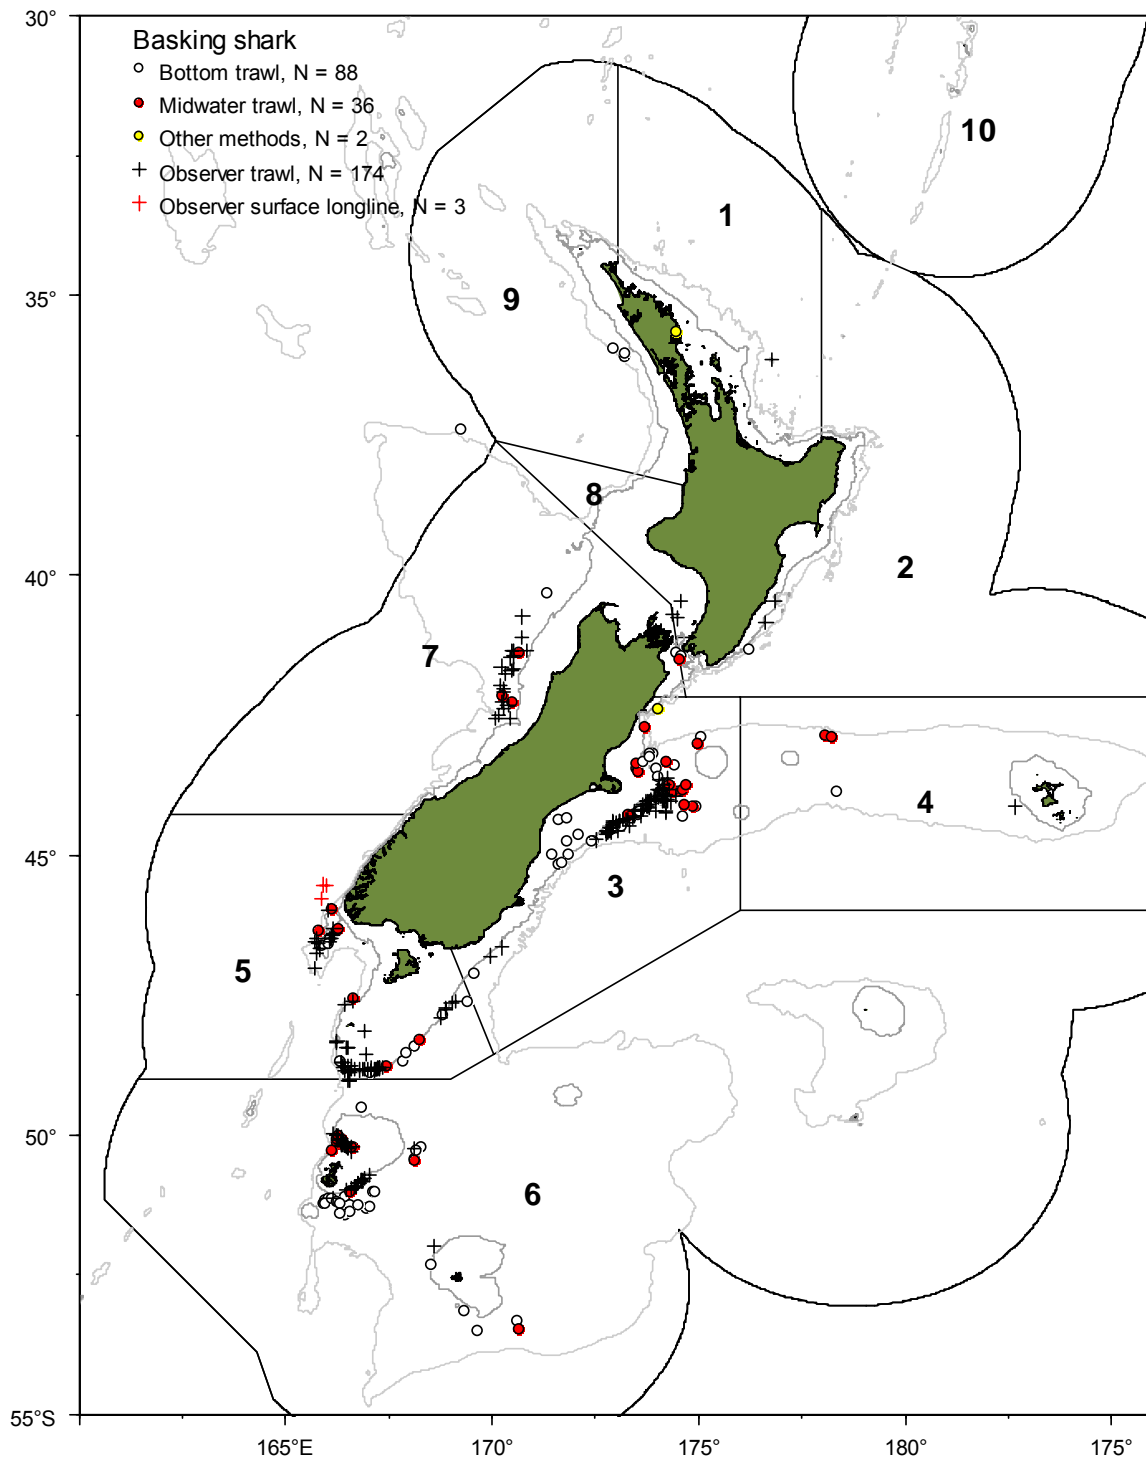 30°
Basking shark
Bottom trawl, N = 88
Midwater trawl, N = 36
Other methods, N = 2
Observer trawl, N = 174
Observer surface longline, N = 3
10
1
35°
9
8
2
40°
7
4
45°
3
5
50°
6
55°S
165°E
170°
175°
180°
175°